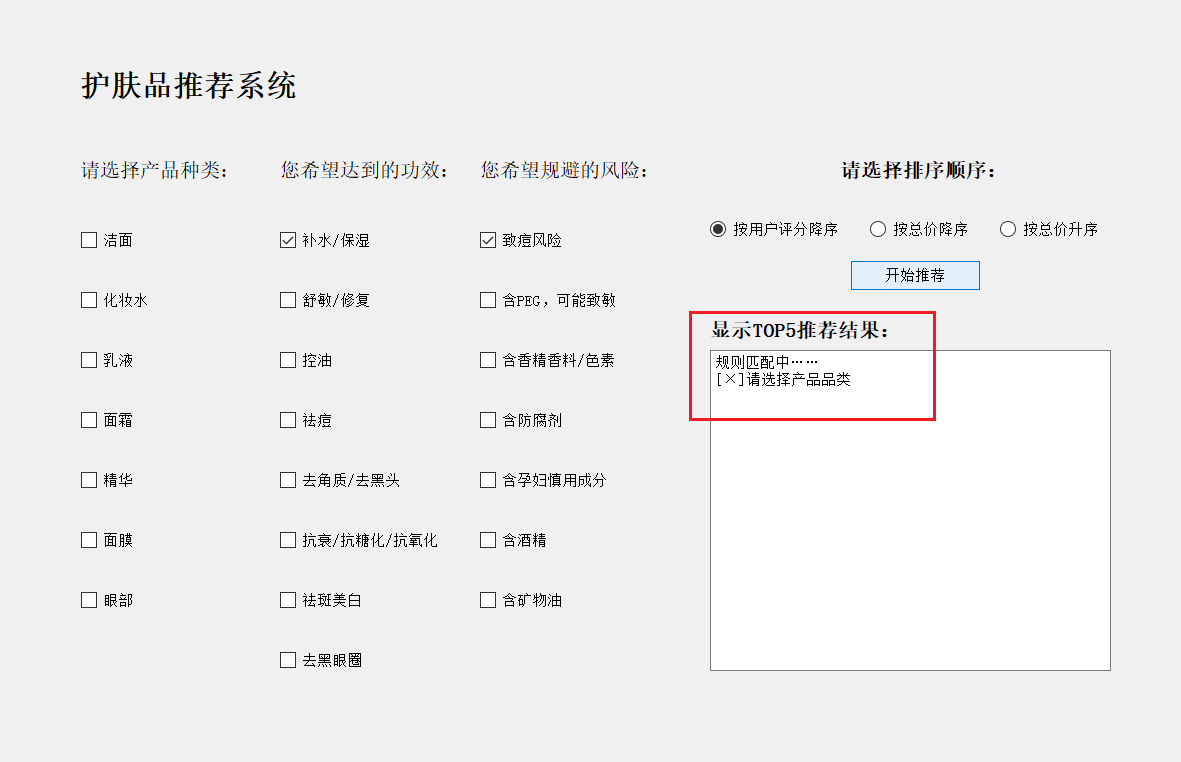 护肤品推荐系统
请选择产品种类:
洁面
化妆水
乳液
面霜
精华
面膜
眼部
您希望达到的功效:
补水/保湿
舒敏/修复
控油
祛痘
去角质/去黑头
抗衰/抗糖化/抗氧化
祛斑美白
去黑眼圈
您希望规避的风险:
致痘风险
含PEG,可能致敏
含香精香料/色素
含防腐剂
含孕妇慎用成分
含酒精
含矿物油
请选择排序顺序:
按用户评分降序 按总价降序 按总价升序
开始推荐
显示TOP5推荐结果:
规则匹配中……
[×]请选择产品品类